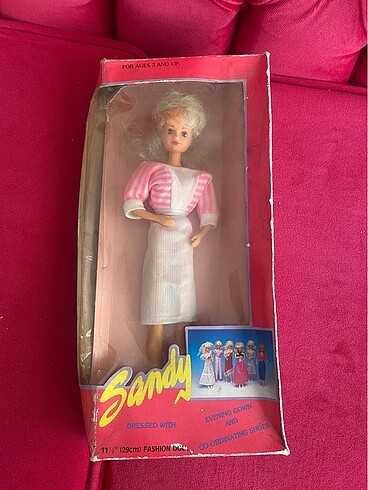 FOR AGES 3 AND UP.
Sandy
DRESSED WITH
EVENING GOWN
AND
CO-ORDINATING SHOES
11½" (29cm) FASHION DOLL